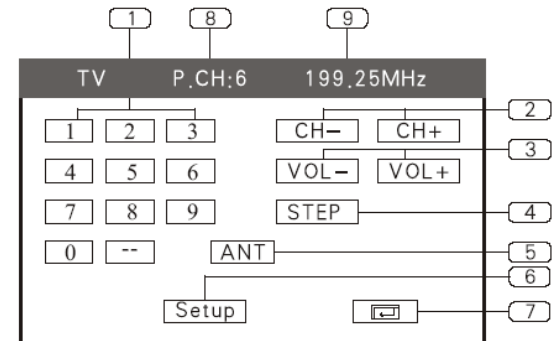 1 8 9
TV P.CH:6 199.25MHz
2
1 2 3 CH- CH+
3
4 5 6 VOL- VOL+
7 8 9 STEP 4
0 -- ANT 5
6
Setup 7